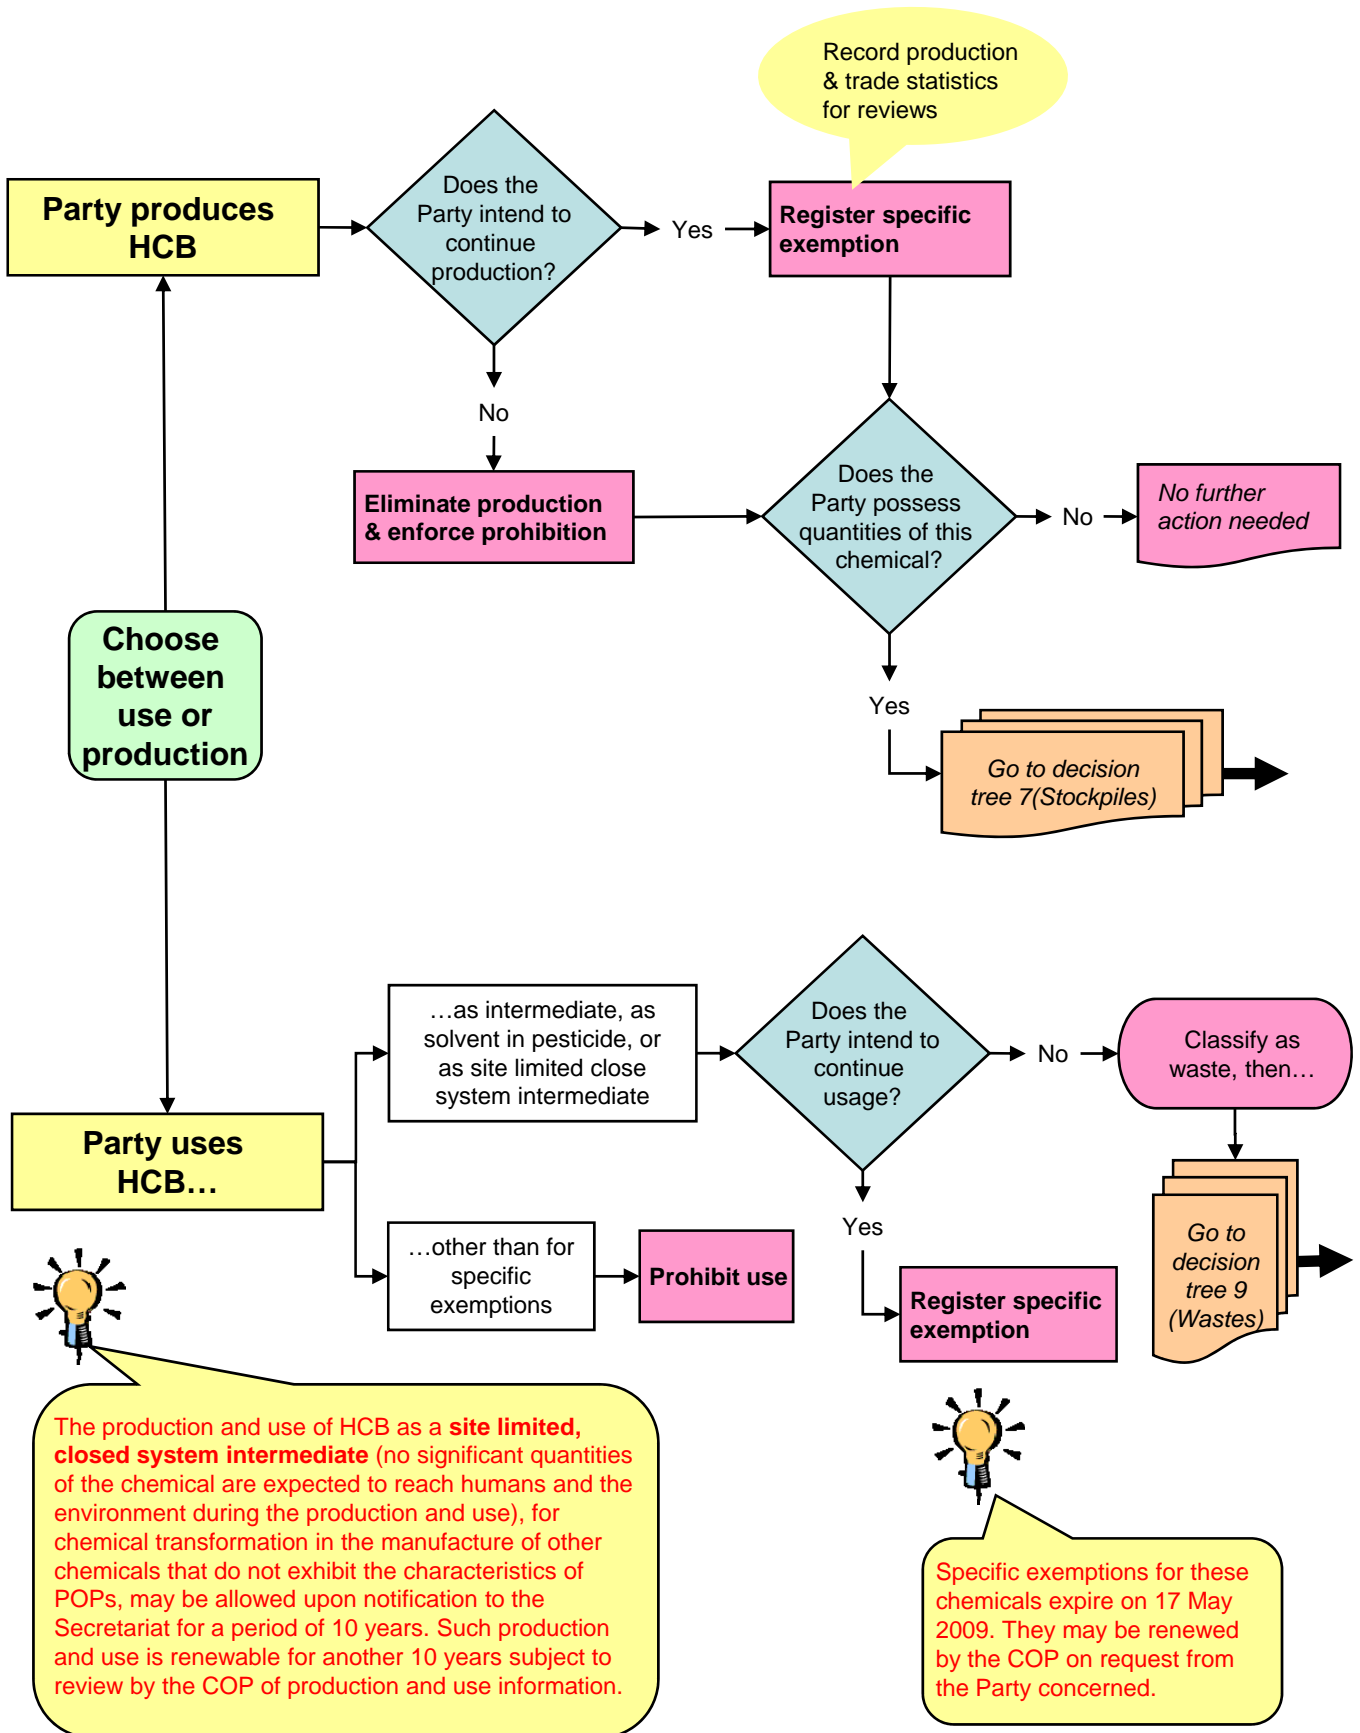 Record production
& trade statistics
for reviews
Party produces
HCB
Does the
Party intend to
continue
production?
Yes
Register specific
exemption
No
Eliminate production
& enforce prohibition
Does the
Party possess
quantities of this
chemical?
No
No further
action needed
Choose
between
use or
production
Yes
Go to decision
tree 7(Stockpiles)
Party uses
HCB…
…as intermediate, as
solvent in pesticide, or
as site limited close
system intermediate
Does the
Party intend to
continue
usage?
No
Classify as
waste, then…
Go to
decision
tree 9
(Wastes)
Yes
Register specific
exemption
…other than for
specific
exemptions
Prohibit use
The production and use of HCB as a site limited,
closed system intermediate (no significant quantities
of the chemical are expected to reach humans and the
environment during the production and use), for
chemical transformation in the manufacture of other
chemicals that do not exhibit the characteristics of
POPs, may be allowed upon notification to the
Secretariat for a period of 10 years. Such production
and use is renewable for another 10 years subject to
review by the COP of production and use information.
Specific exemptions for these
chemicals expire on 17 May
2009. They may be renewed
by the COP on request from
the Party concerned.